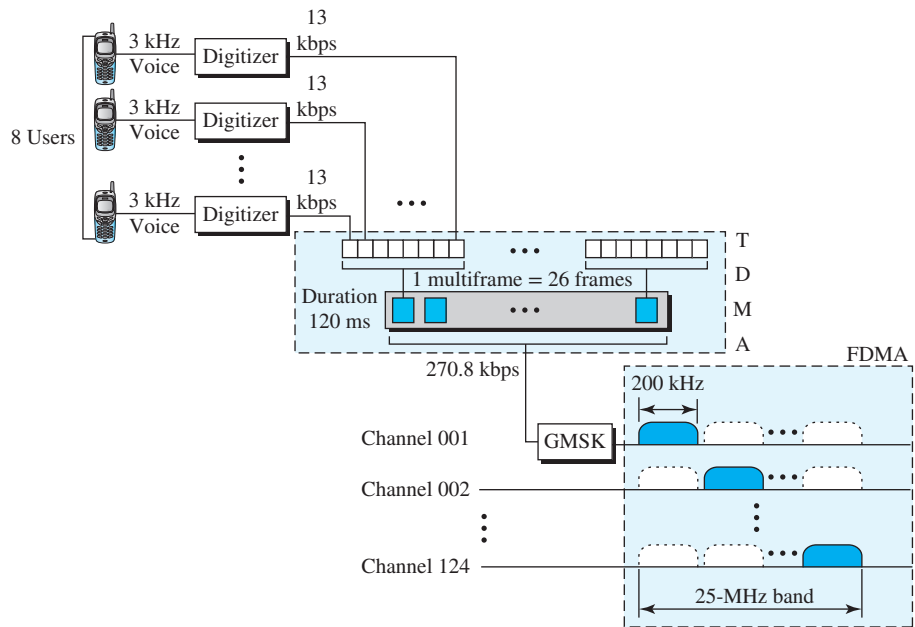 8 Users
3 kHz
Voice
Digitizer
13
kbps
3 kHz
Voice
Digitizer
13
kbps
3 kHz
Voice
Digitizer
13
kbps
T
D
M
A
1 multiframe = 26 frames
Duration
120 ms
270.8 kbps
FDMA
200 kHz
Channel 001
GMSK
Channel 002
Channel 124
25-MHz band